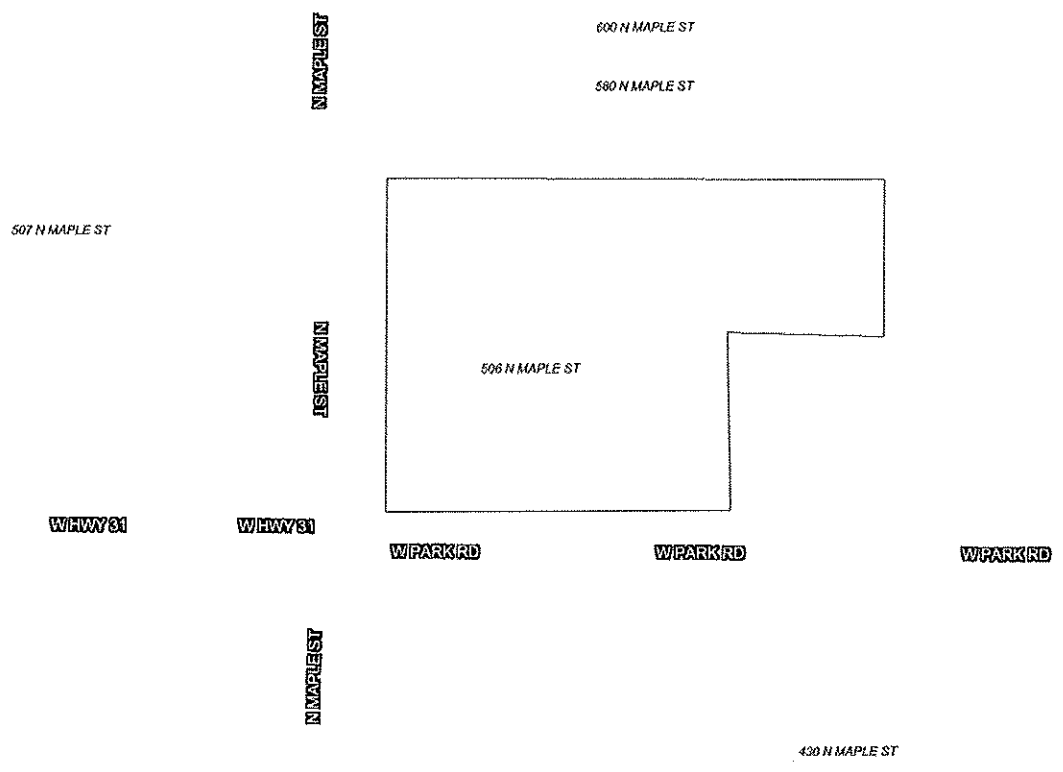 N MAPLE ST
600 N MAPLE ST
580 N MAPLE ST
507 N MAPLE ST
N MAPLE ST
506 N MAPLE ST
W HWY 31
W HWY 31
W PARK RD
W PARK RD
W PARK RD
N MAPLE ST
430 N MAPLE ST